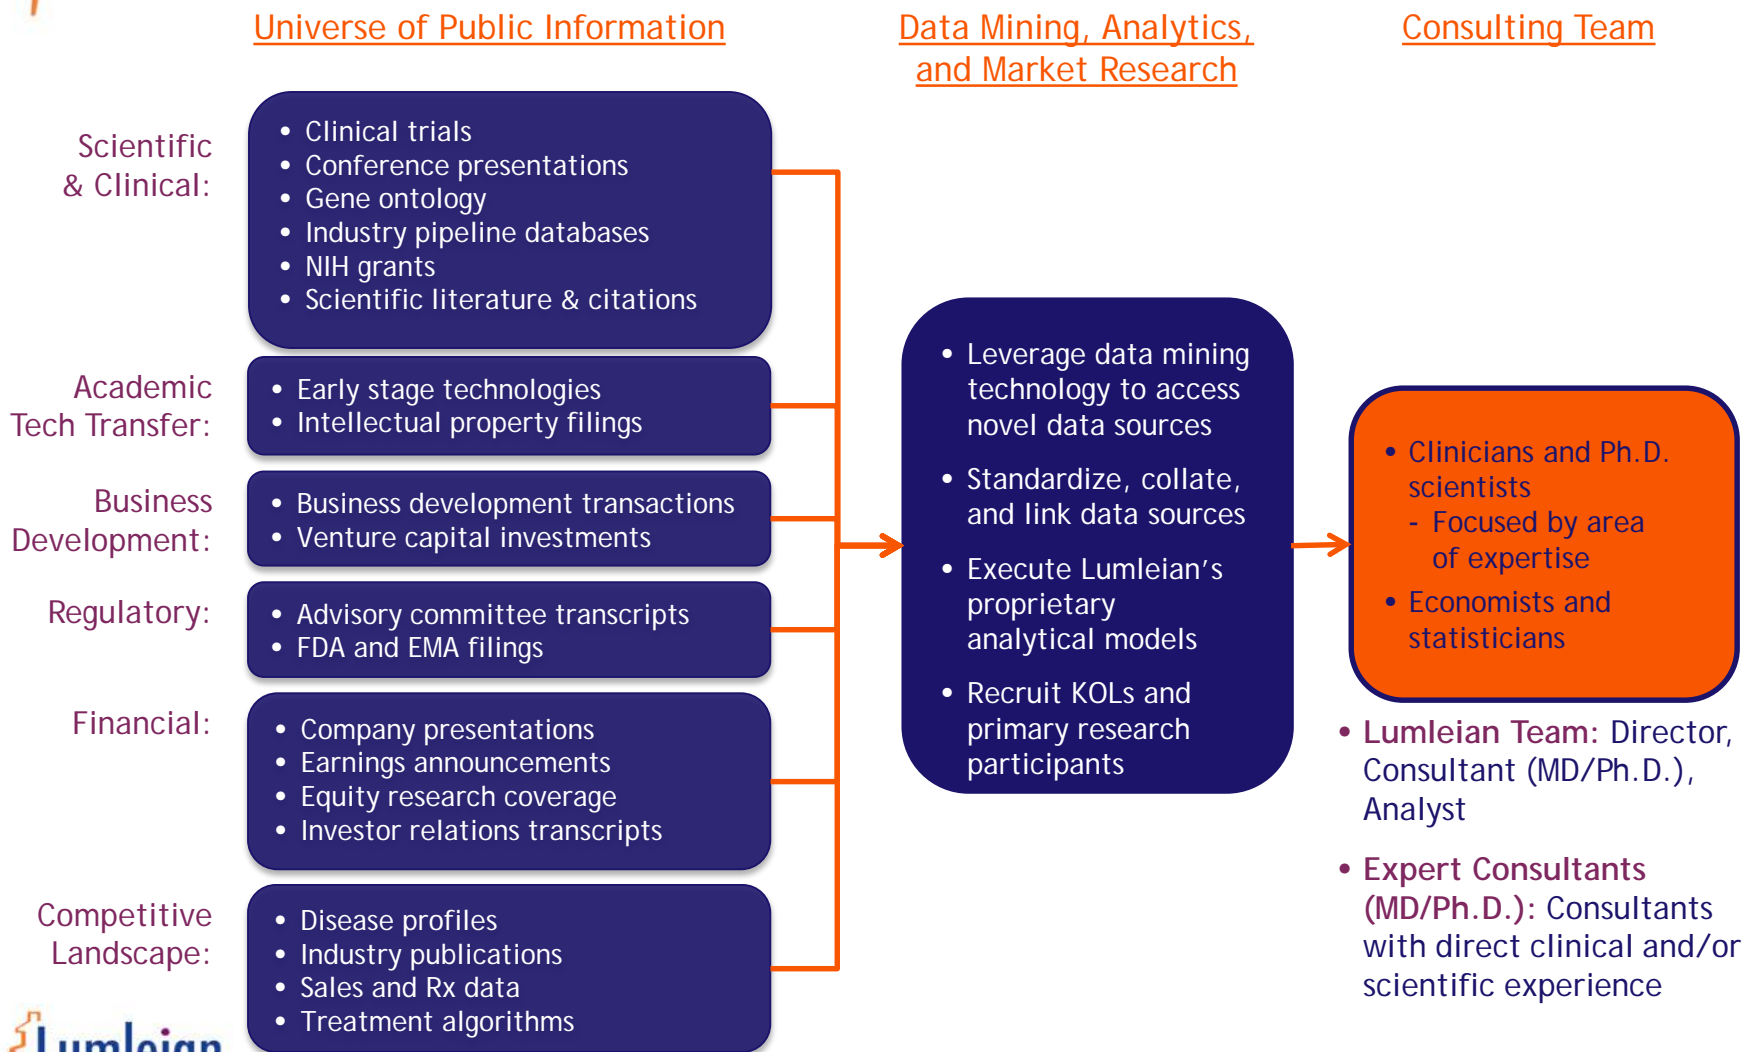 Universe of Public Information
Data Mining, Analytics,
and Market Research
Consulting Team
Scientific
& Clinical:
• Clinical trials
• Conference presentations
• Gene ontology
• Industry pipeline databases
• NIH grants
• Scientific literature & citations
Academic
Tech Transfer:
• Early stage technologies
• Intellectual property filings
Business
Development:
• Business development transactions
• Venture capital investments
Regulatory:
• Advisory committee transcripts
• FDA and EMA filings
Financial:
• Company presentations
• Earnings announcements
• Equity research coverage
• Investor relations transcripts
Competitive
Landscape:
• Disease profiles
• Industry publications
• Sales and Rx data
• Treatment algorithms
• Leverage data mining
technology to access
novel data sources
• Standardize, collate,
and link data sources
• Execute Lumleian’s
proprietary
analytical models
• Recruit KOLs and
primary research
participants
• Clinicians and Ph.D.
scientists
- Focused by area
of expertise
• Economists and
statisticians
• Lumleian Team: Director,
Consultant (MD/Ph.D.),
Analyst
• Expert Consultants
(MD/Ph.D.): Consultants
with direct clinical and/or
scientific experience
Lumleian